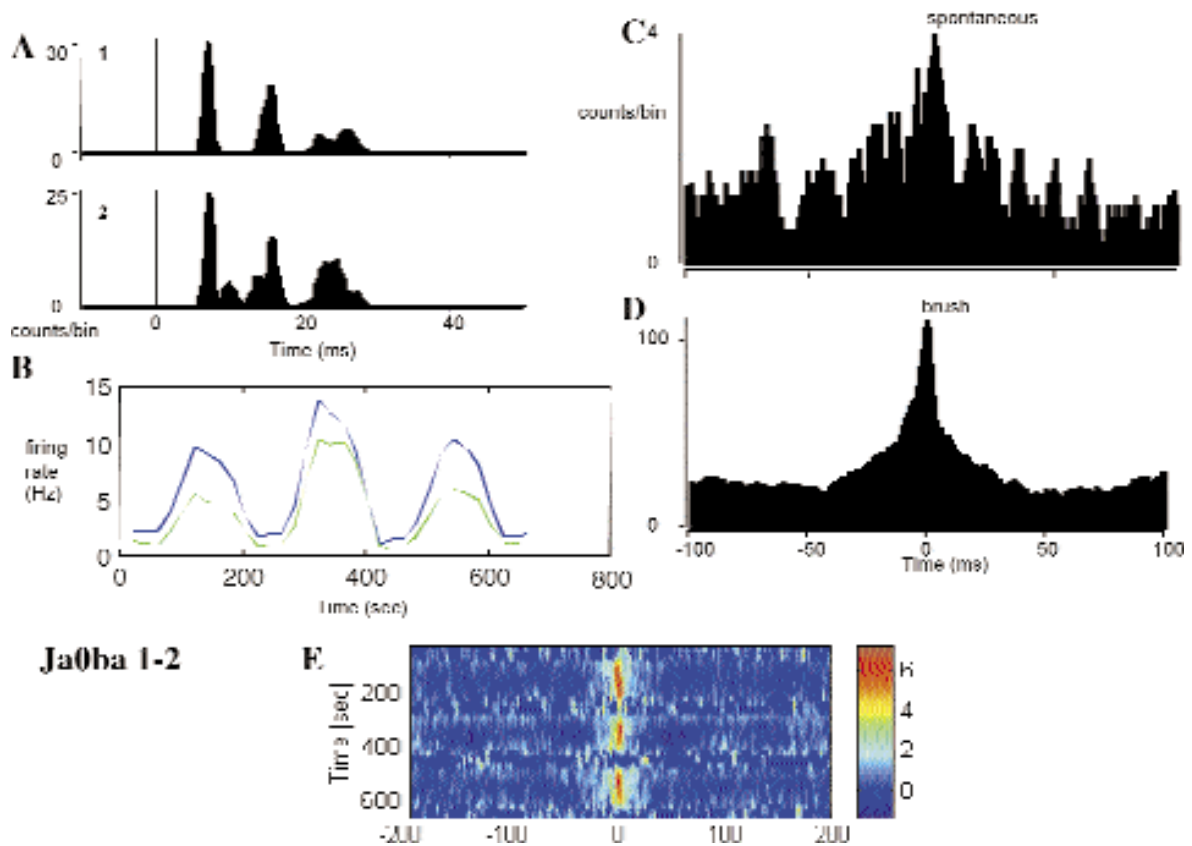 A
30
1
0
25
2
0
counts/bin
0
20
40
Time (ms)
B
15
10
5
0
firing
rate
(Hz)
0
200
400
600
800
Time (sec)
C
4
spontaneous
counts/bin
0
D
brush
100
0
-100
-50
0
50
100
Time (ms)
Ja0ba 1-2
E
Time [sec]
200
400
600
-200
-100
0
100
200
6
4
2
0